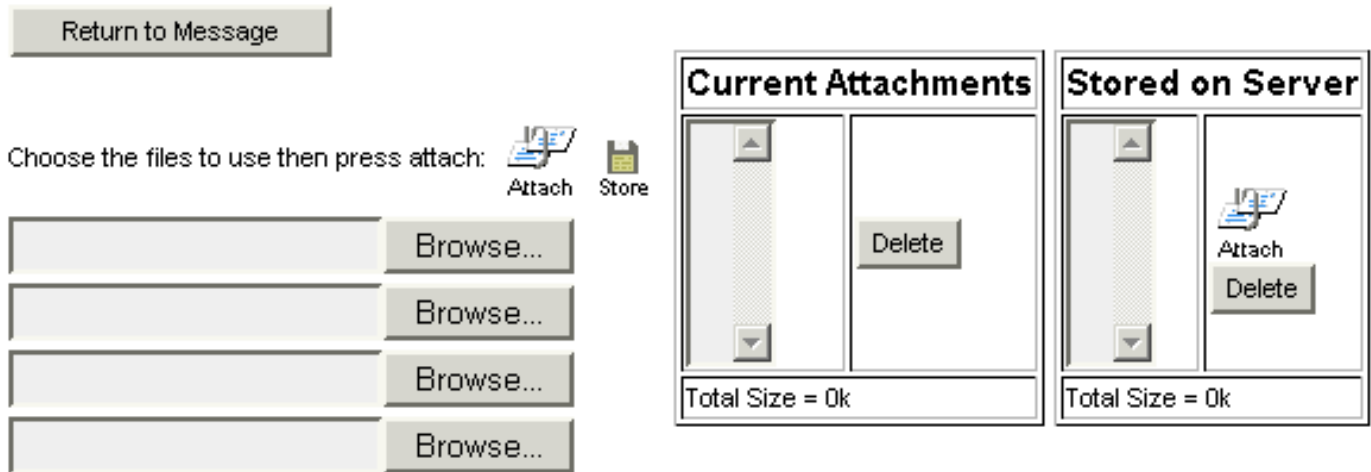 Return to Message
Choose the files to use then press attach:
Attach
Store
Browse...
Browse...
Browse...
Browse...
Current Attachments
Delete
Total Size = 0k
Stored on Server
Attach
Delete
Total Size = 0k